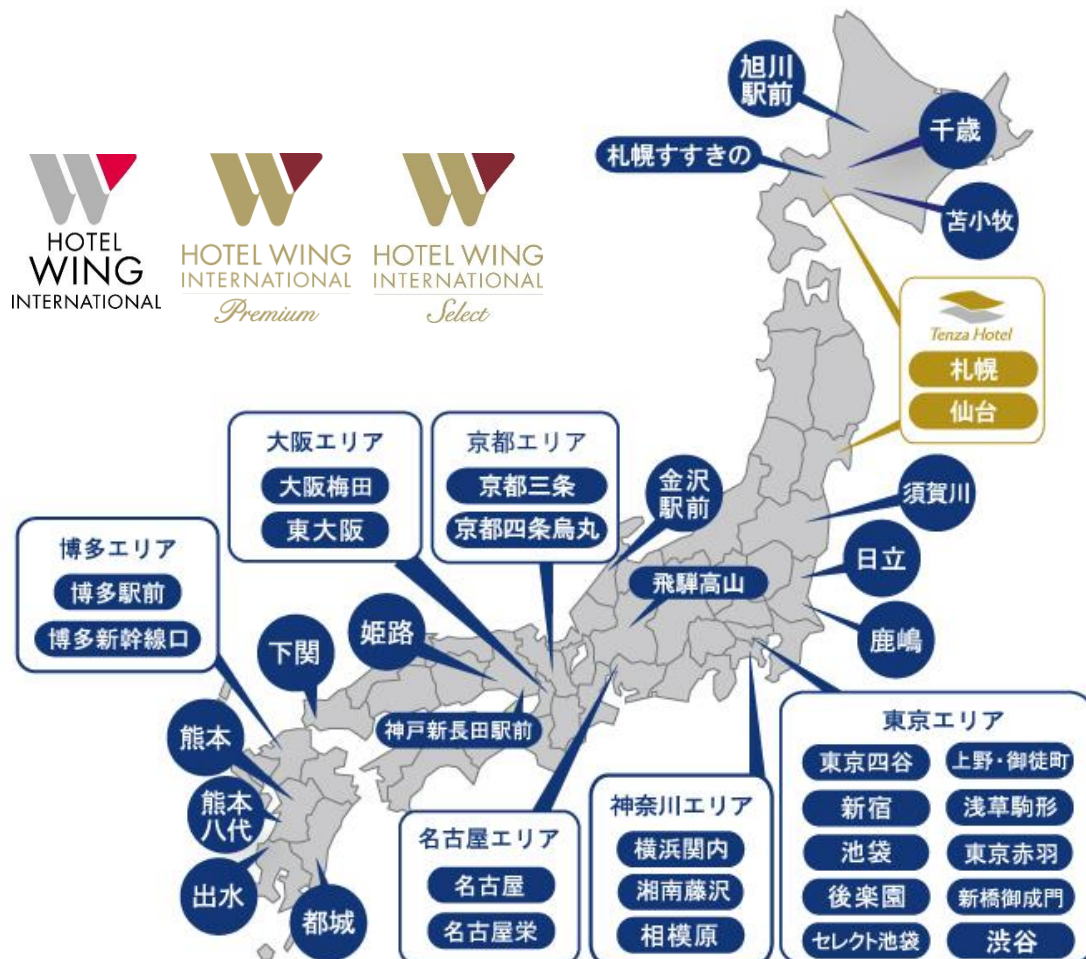 旭川
駅前
千歳
札幌すすきの
苫小牧
HOTEL
WING
INTERNATIONAL
HOTEL WING
INTERNATIONAL
Premium
HOTEL WING
INTERNATIONAL
Select
Tenza Hotel
札幌
仙台
大阪エリア
大阪梅田
東大阪
京都エリア
京都三条
京都四条烏丸
金沢
駅前
須賀川
飛騨高山
日立
鹿嶋
博多エリア
博多駅前
博多新幹線口
下関
姫路
神戸新長田駅前
熊本
熊本
八代
出水
都城
名古屋エリア
名古屋
名古屋栄
神奈川エリア
横浜関内
湘南藤沢
相模原
東京エリア
東京四谷
上野・御徒町
新宿
浅草駒形
池袋
東京赤羽
後楽園
新橋御成門
セレクト池袋
渋谷